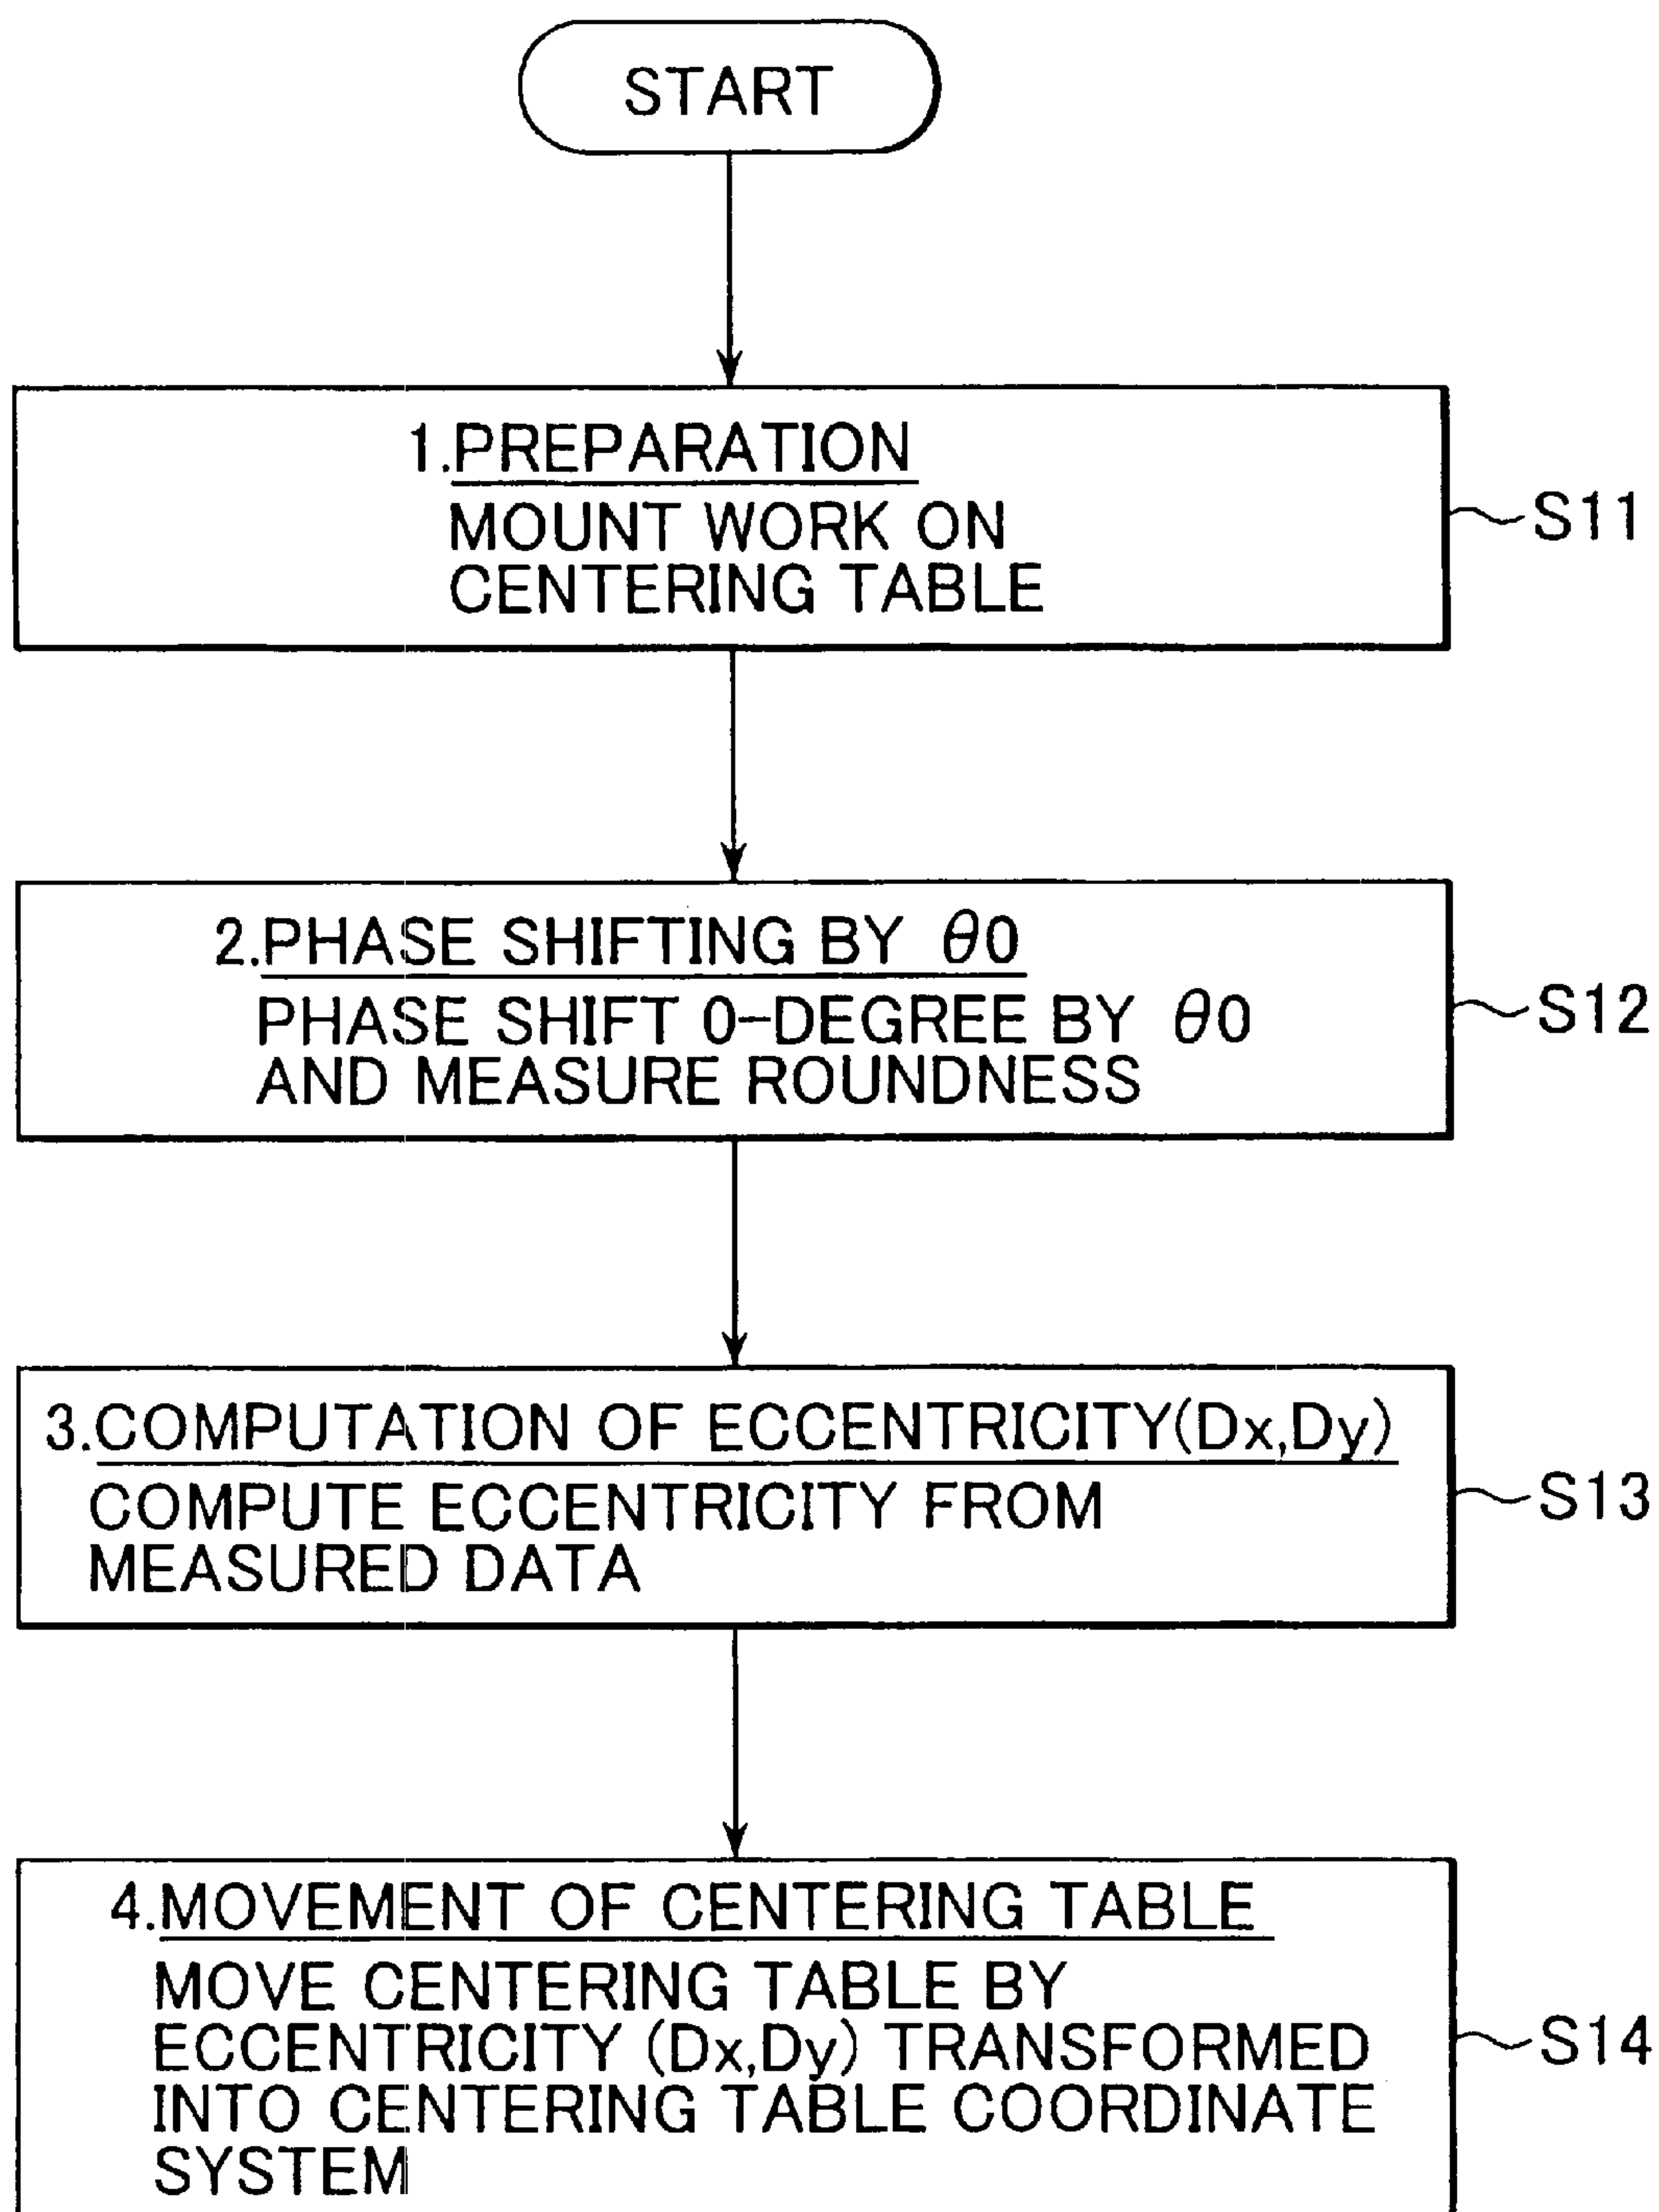 START
1.PREPARATION
MOUNT WORK ON
CENTERING TABLE
S11
2.PHASE SHIFTING BY θ0
PHASE SHIFT 0-DEGREE BY θ0
AND MEASURE ROUNDNESS
S12
3.COMPUTATION OF ECCENTRICITY(Dx,Dy)
COMPUTE ECCENTRICITY FROM
MEASURED DATA
S13
4.MOVEMENT OF CENTERING TABLE
MOVE CENTERING TABLE BY
ECCENTRICITY (Dx,Dy) TRANSFORMED
INTO CENTERING TABLE COORDINATE
SYSTEM
S14